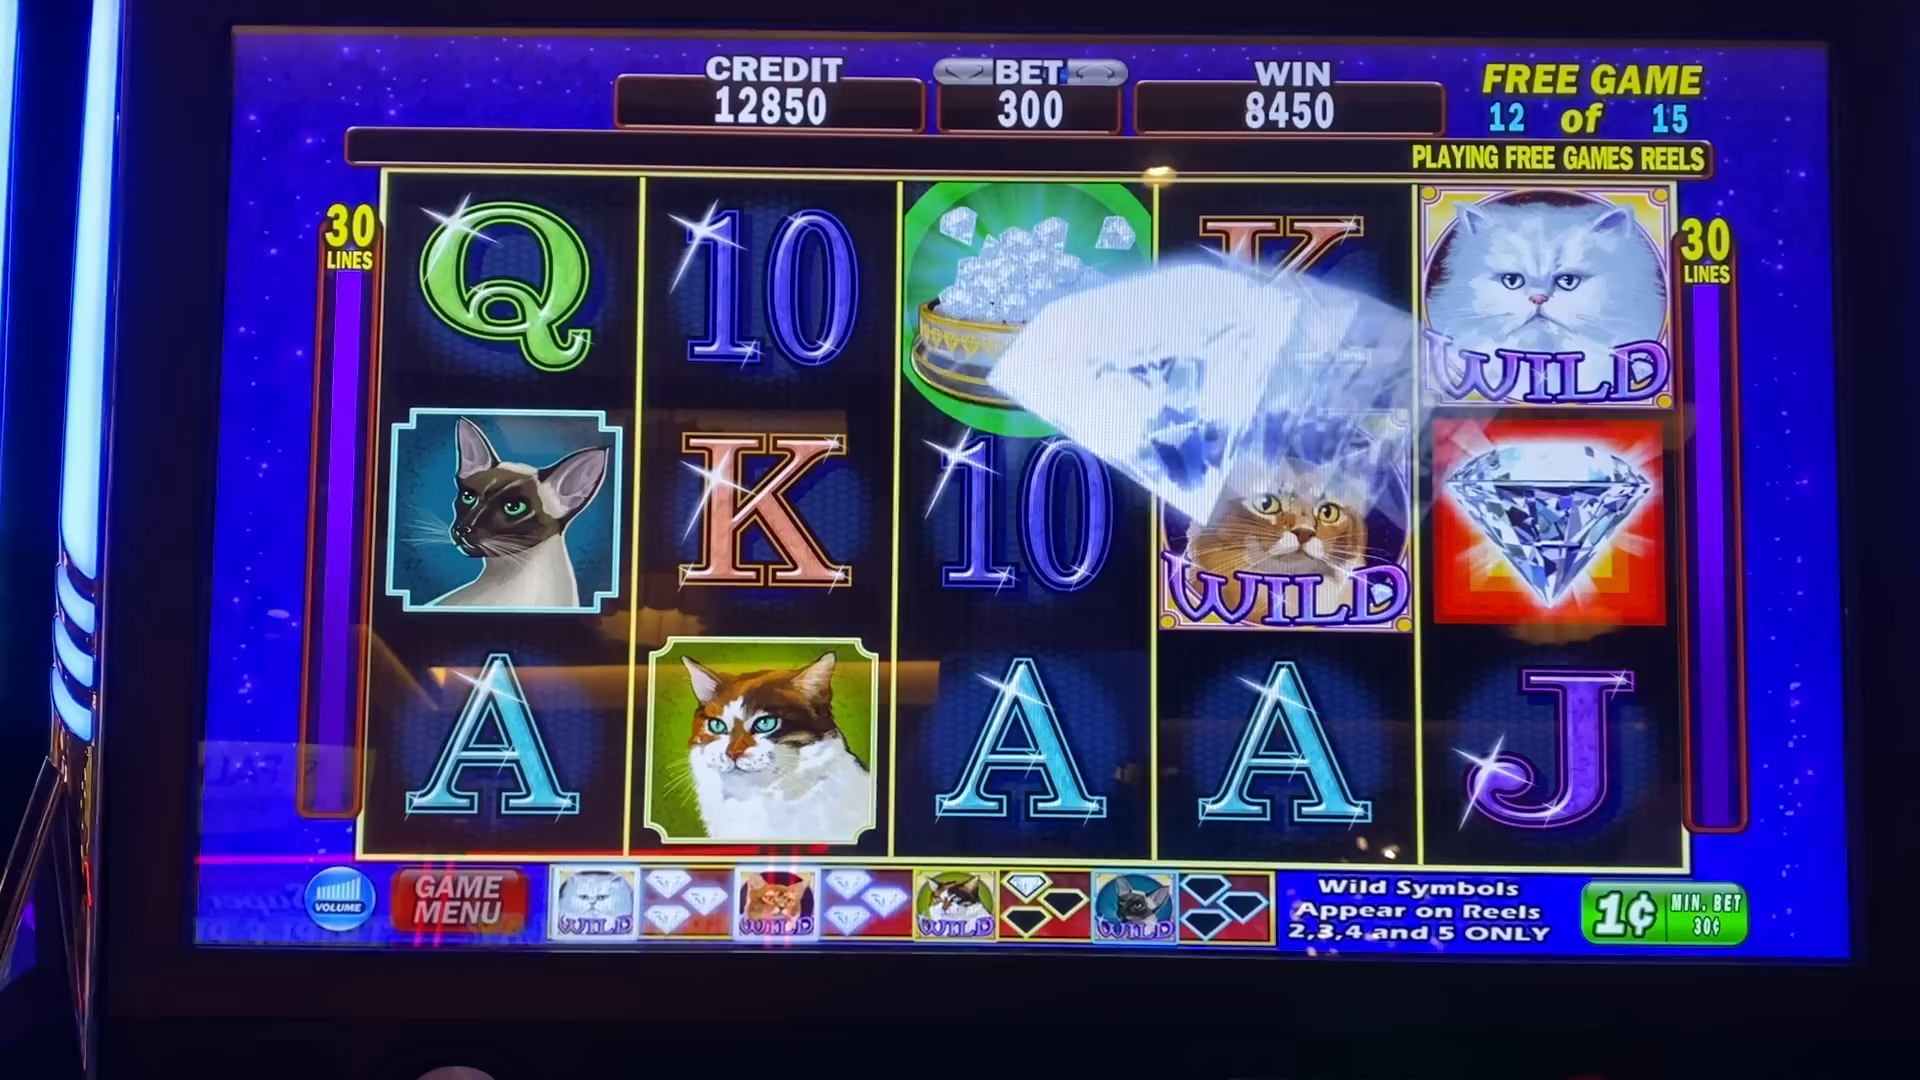 CREDIT
12850
BET
300
WIN
8450
FREE GAME
12 of 15
PLAYING FREE GAMES REELS
30
LINES
30
LINES
Q
10
K
WILD
K
10
WILD
A
A
A
J
VOLUME
GAME
MENU
WILD
WILD
WILD
WILD
Wild Symbols
Appear on Reels
2,3,4 and 5 ONLY
1¢
MIN. BET
30¢